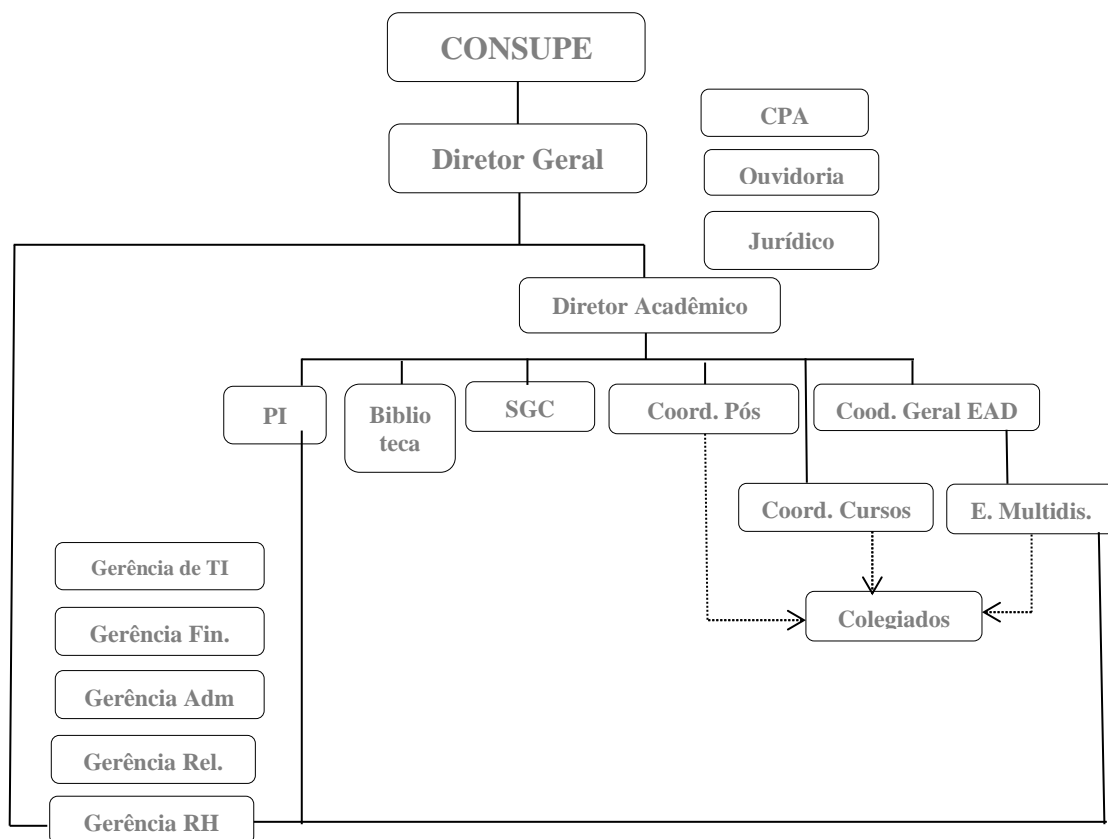 CONSUPE
CPA
Diretor Geral
Ouvidoria
Jurídico
Diretor Acadêmico
PI
Biblio
teca
SGC
Coord. Pós
Cood. Geral EAD
Coord. Cursos
E. Multidis.
Gerência de TI
Gerência Fin.
Colegiados
Gerência Adm
Gerência Rel.
Gerência RH